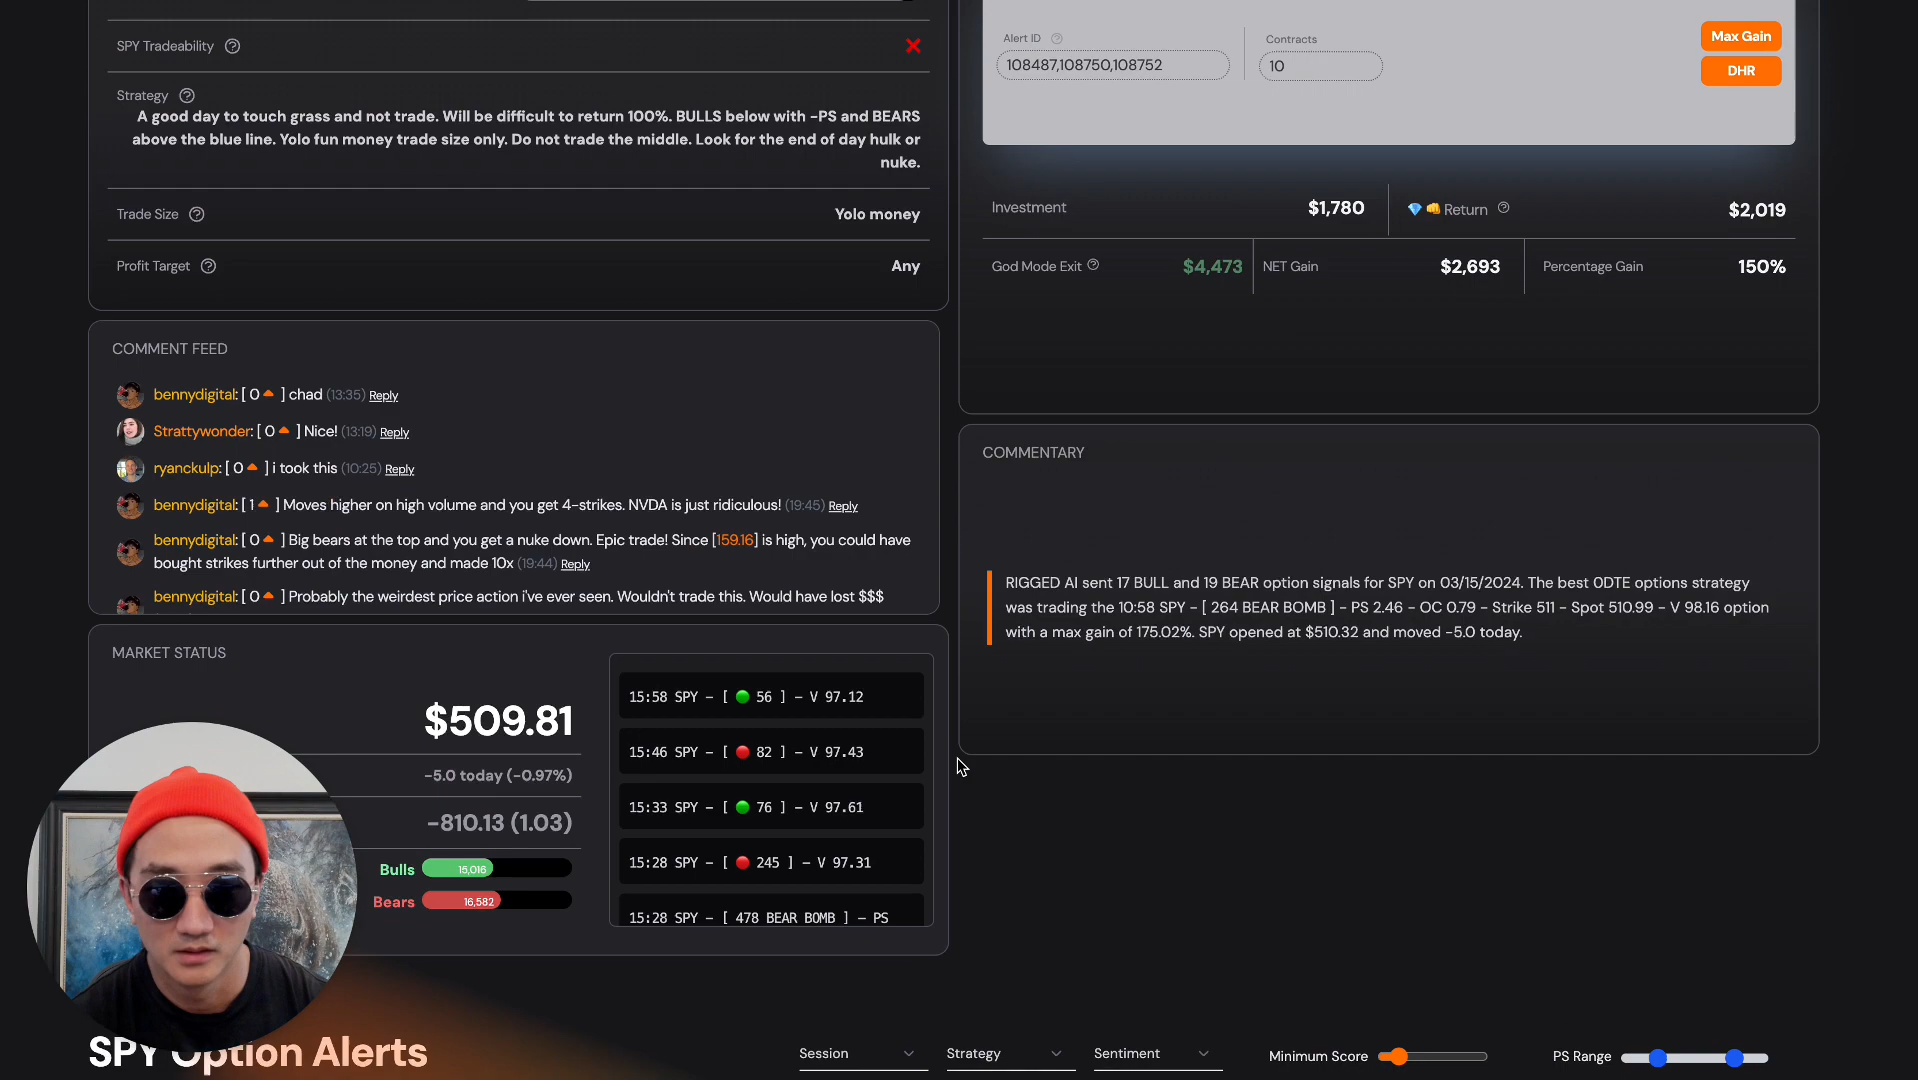 SPY Tradeability
Strategy
A good day to touch grass and not trade. Will be difficult to return 100%. BULLS below with -PS and BEARS
above the blue line. Yolo fun money trade size only. Do not trade the middle. Look for the end of day hulk or
nuke.
Trade Size
Yolo money
Profit Target
Any
COMMENT FEED
bennydigital: [ 0 ] chad (13:35) Reply
Strattywonder: [ 0 ] Nice! (13:19) Reply
ryanckulp: [ 0 ] i took this (10:25) Reply
bennydigital: [ 1 ] Moves higher on high volume and you get 4-strikes. NVDA is just ridiculous! (19:45) Reply
bennydigital: [ 0 ] Big bears at the top and you get a nuke down. Epic trade! Since [159.16] is high, you could have
bought strikes further out of the money and made 10x (19:44) Reply
bennydigital: [ 0 ] Probably the weirdest price action i've ever seen. Wouldn't trade this. Would have lost $$$
MARKET STATUS
$509.81
-5.0 today (-0.97%)
-810.13 (1.03)
Bulls 15,016
Bears 16,582
15:58 SPY - [ 56 ] - V 97.12
15:46 SPY - [ 82 ] - V 97.43
15:33 SPY - [ 76 ] - V 97.61
15:28 SPY - [ 245 ] - V 97.31
15:28 SPY - [ 478 BEAR BOMB ] - PS
Alert ID
108487,108750,108752
Contracts
10
Max Gain
DHR
Investment
$1,780
Return
$2,019
God Mode Exit
$4,473
NET Gain
$2,693
Percentage Gain
150%
COMMENTARY
RIGGED AI sent 17 BULL and 19 BEAR option signals for SPY on 03/15/2024. The best 0DTE options strategy
was trading the 10:58 SPY - [ 264 BEAR BOMB ] - PS 2.46 - OC 0.79 - Strike 511 - Spot 510.99 - V 98.16 option
with a max gain of 175.02%. SPY opened at $510.32 and moved -5.0 today.
SPY Option Alerts
Session
Strategy
Sentiment
Minimum Score
PS Range